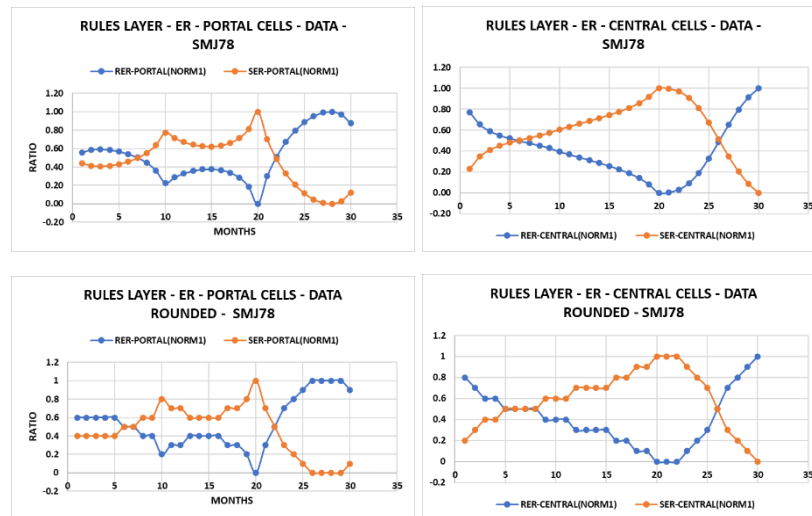 RULES LAYER - ER - PORTAL CELLS - DATA -
SMJ78
RER-PORTAL(NORM1) SER-PORTAL(NORM1)
1.20
1.00
0.80
0.60
0.40
0.20
0.00
-0.20
RATIO
0 5 10 15 20 25 30 35
MONTHS
RULES LAYER - ER - CENTRAL CELLS - DATA -
SMJ78
1.20
1.00
0.80
0.60
0.40
0.20
0.00
-0.20
0 5 10 15 20 25 30 35
RER-CENTRAL(NORM1) SER-CENTRAL(NORM1)
RULES LAYER - ER - PORTAL CELLS - DATA
ROUNDED - SMJ78
RER-PORTAL(NORM1) SER-PORTAL(NORM1)
1.2
1
0.8
0.6
0.4
0.2
0
-0.2
RATIO
0 5 10 15 20 25 30 35
MONTHS
RULES LAYER - ER - CENTRAL CELLS - DATA
ROUNDED - SMJ78
1.2
1
0.8
0.6
0.4
0.2
0
-0.2
0 5 10 15 20 25 30 35
RER-CENTRAL(NORM1) SER-CENTRAL(NORM1)